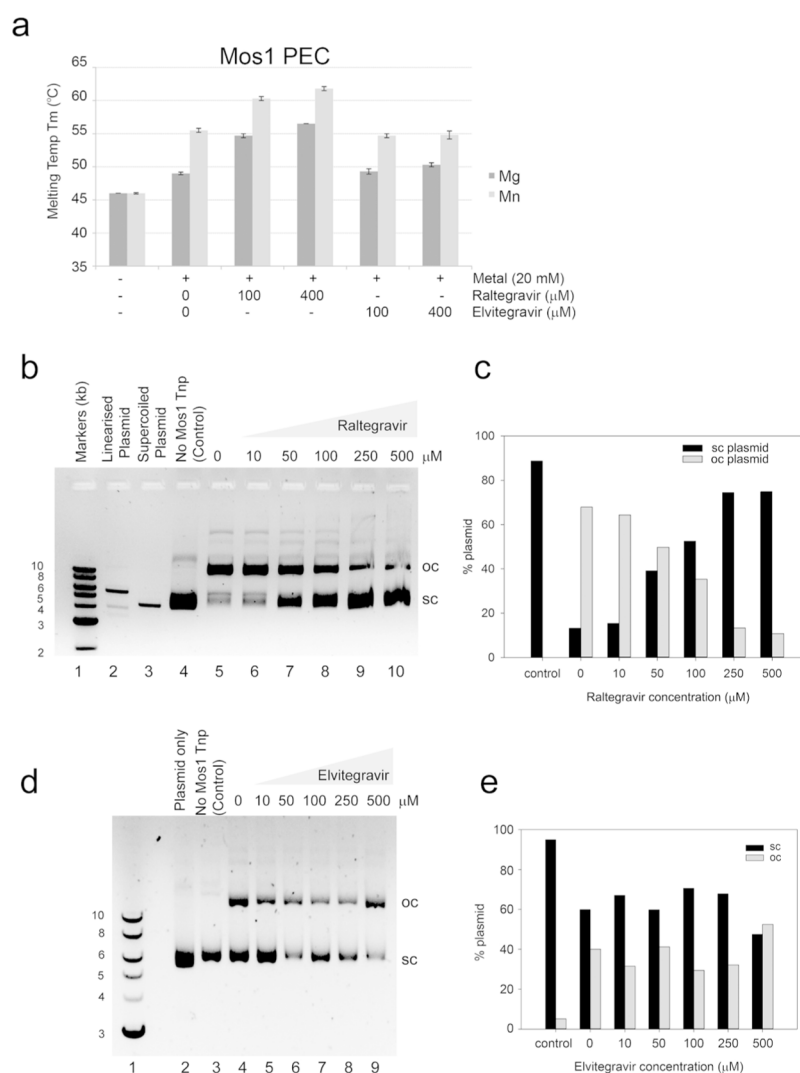 a
Mos1 PEC
Melting Temp Tm (°C)
65
60
55
50
45
40
35
Mg
Mn
- + + + + + Metal (20 mM)
- 0 100 400 - - Raltegravir (μM)
- 0 - - 100 400 Elvitegravir (μM)
b
Markers (kb)
Linearised Plasmid
Supercoiled Plasmid
No Mos1 Tnp (Control)
Raltegravir
0 10 50 100 250 500 μM
10
8
6
5
4
3
2
oc
sc
1 2 3 4 5 6 7 8 9 10
c
% plasmid
100
80
60
40
20
0
sc plasmid
oc plasmid
control 0 10 50 100 250 500
Raltegravir concentration (μM)
d
Plasmid only
No Mos1 Tnp (Control)
Elvitegravir
0 10 50 100 250 500 μM
10
8
6
5
4
3
oc
sc
1 2 3 4 5 6 7 8 9
e
% plasmid
100
80
60
40
20
0
sc
oc
control 0 10 50 100 250 500
Elvitegravir concentration (μM)